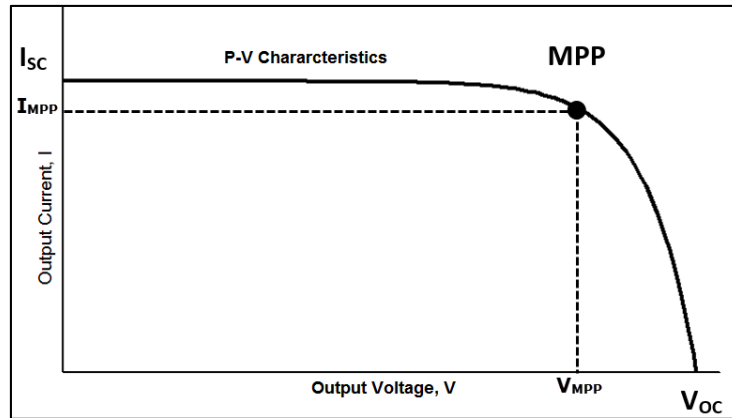 P-V Chararcteristics
MPP
ISC
IMPP
Output Current, I
Output Voltage, V
VMPP
VOC